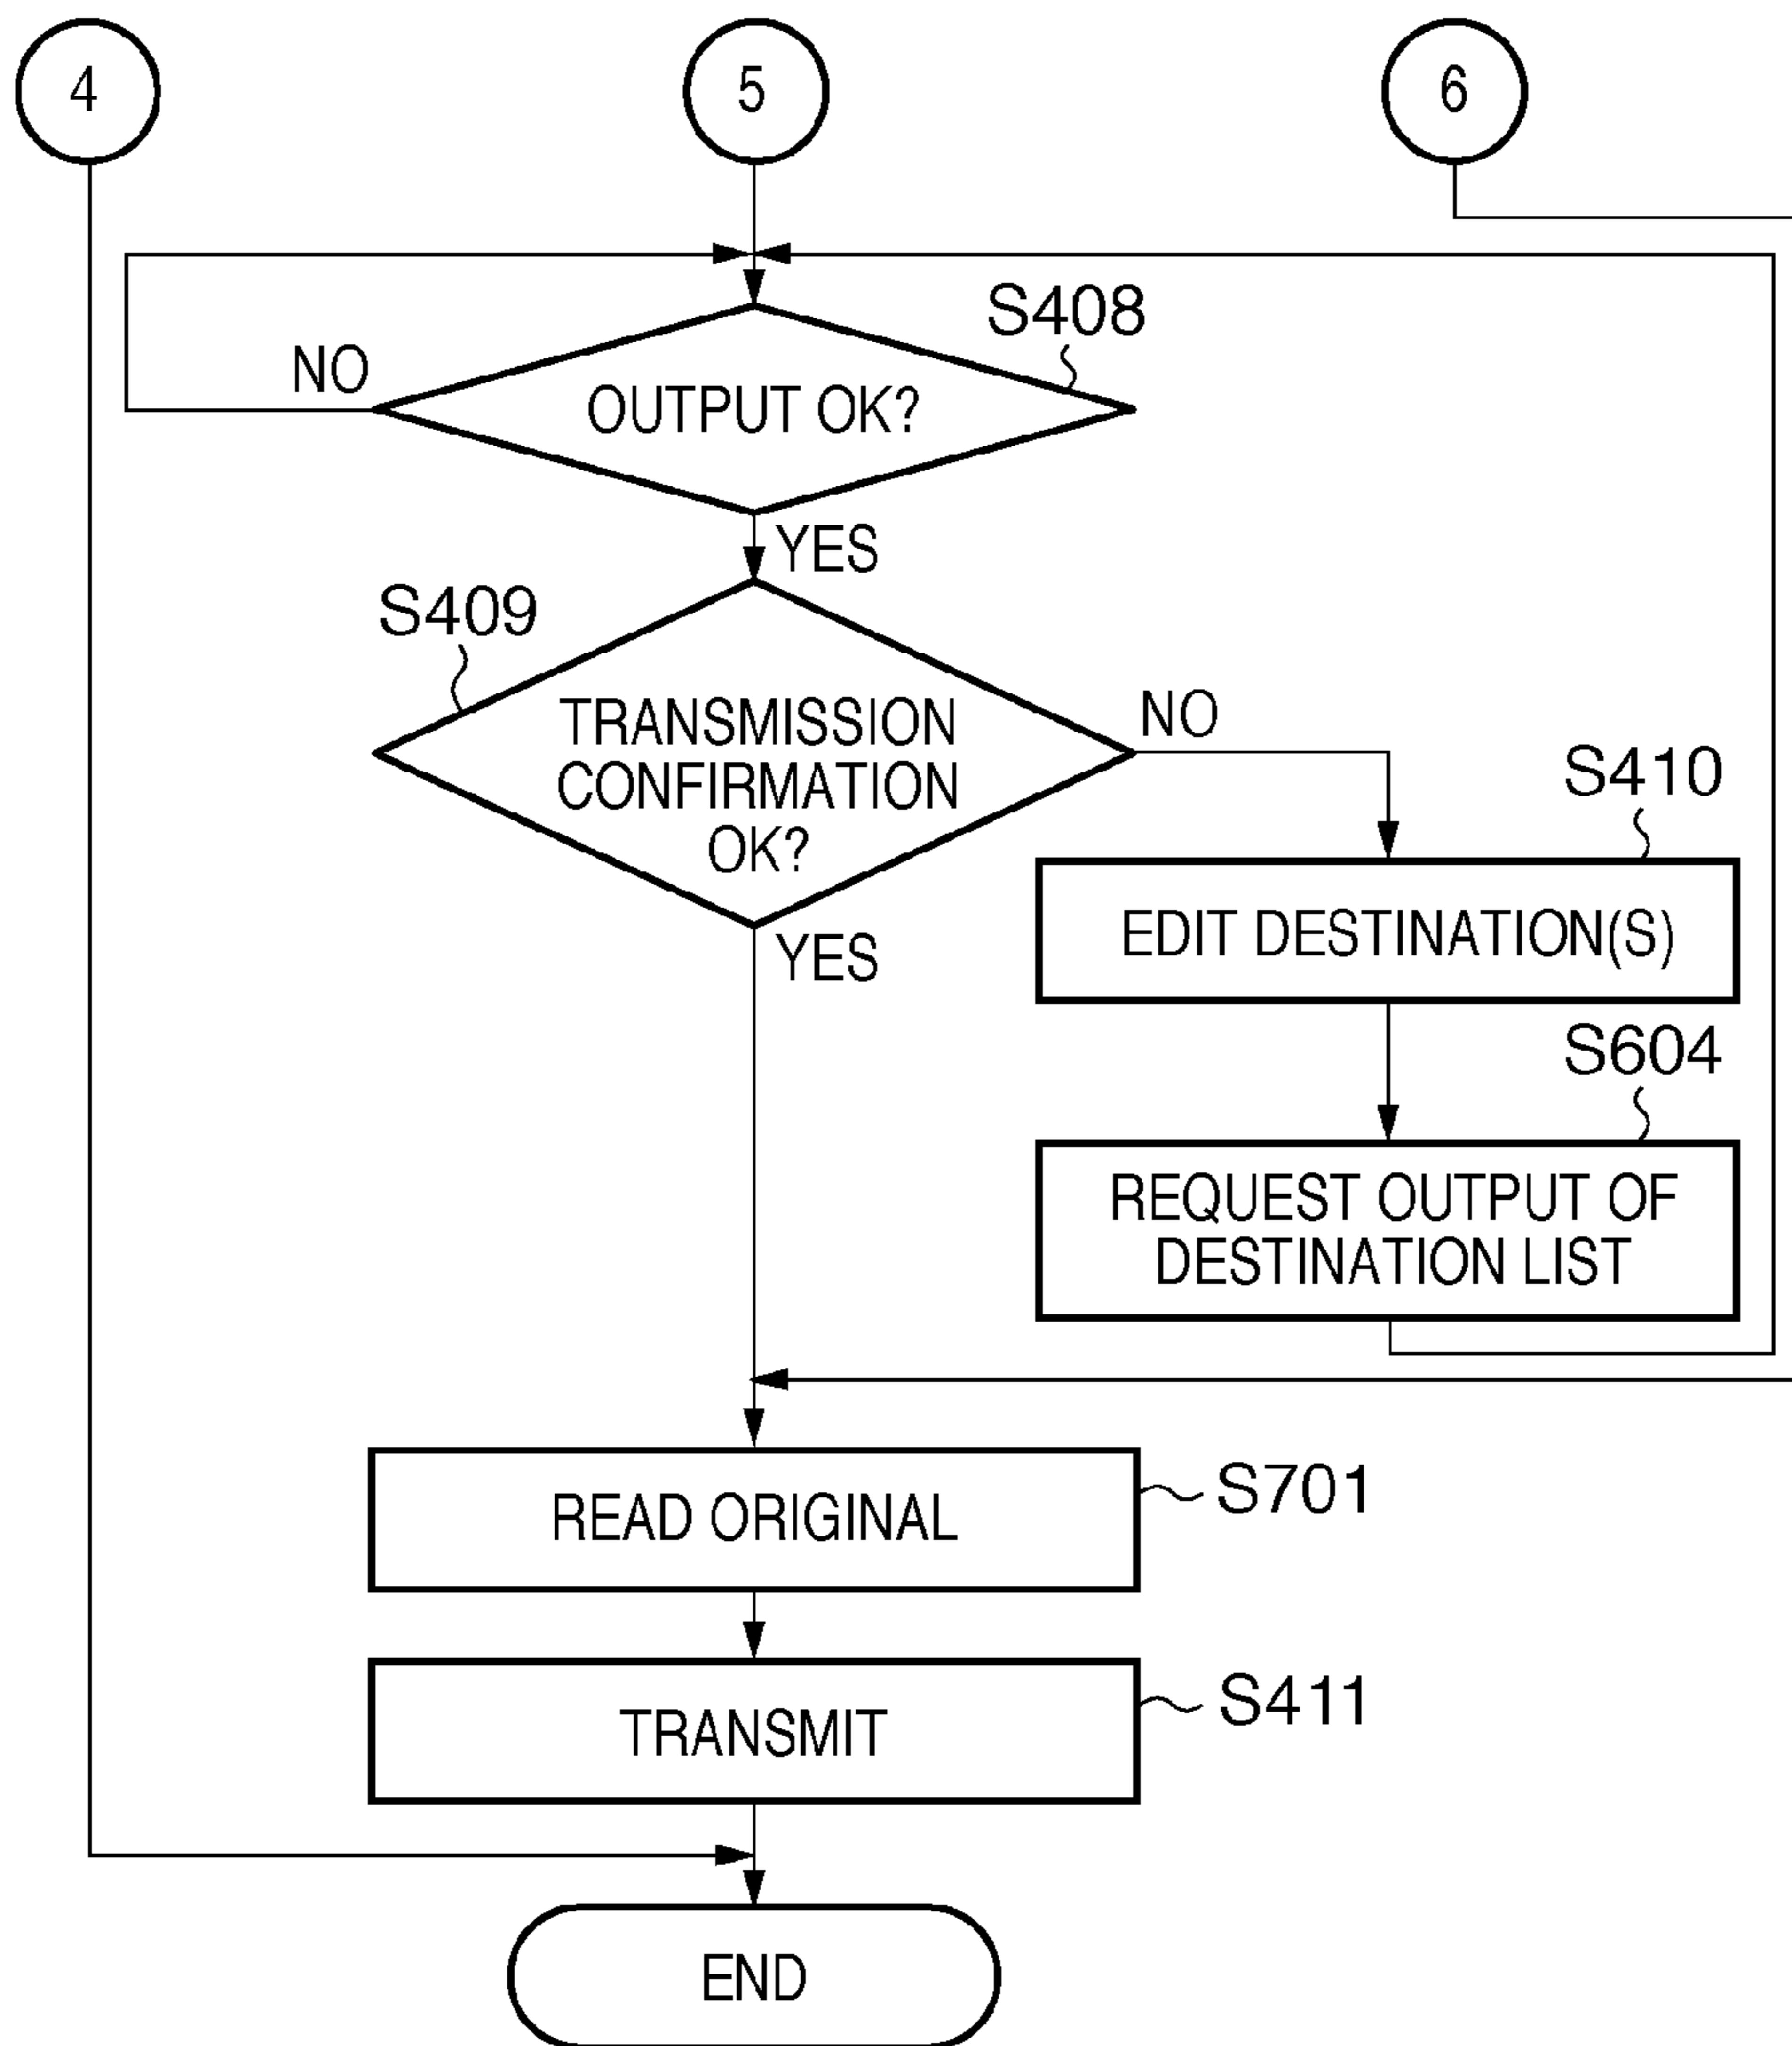 4
5
6
S408
NO
OUTPUT OK?
YES
S409
TRANSMISSION
CONFIRMATION
OK?
NO
YES
S410
EDIT DESTINATION(S)
S604
REQUEST OUTPUT OF
DESTINATION LIST
READ ORIGINAL
S701
TRANSMIT
S411
END